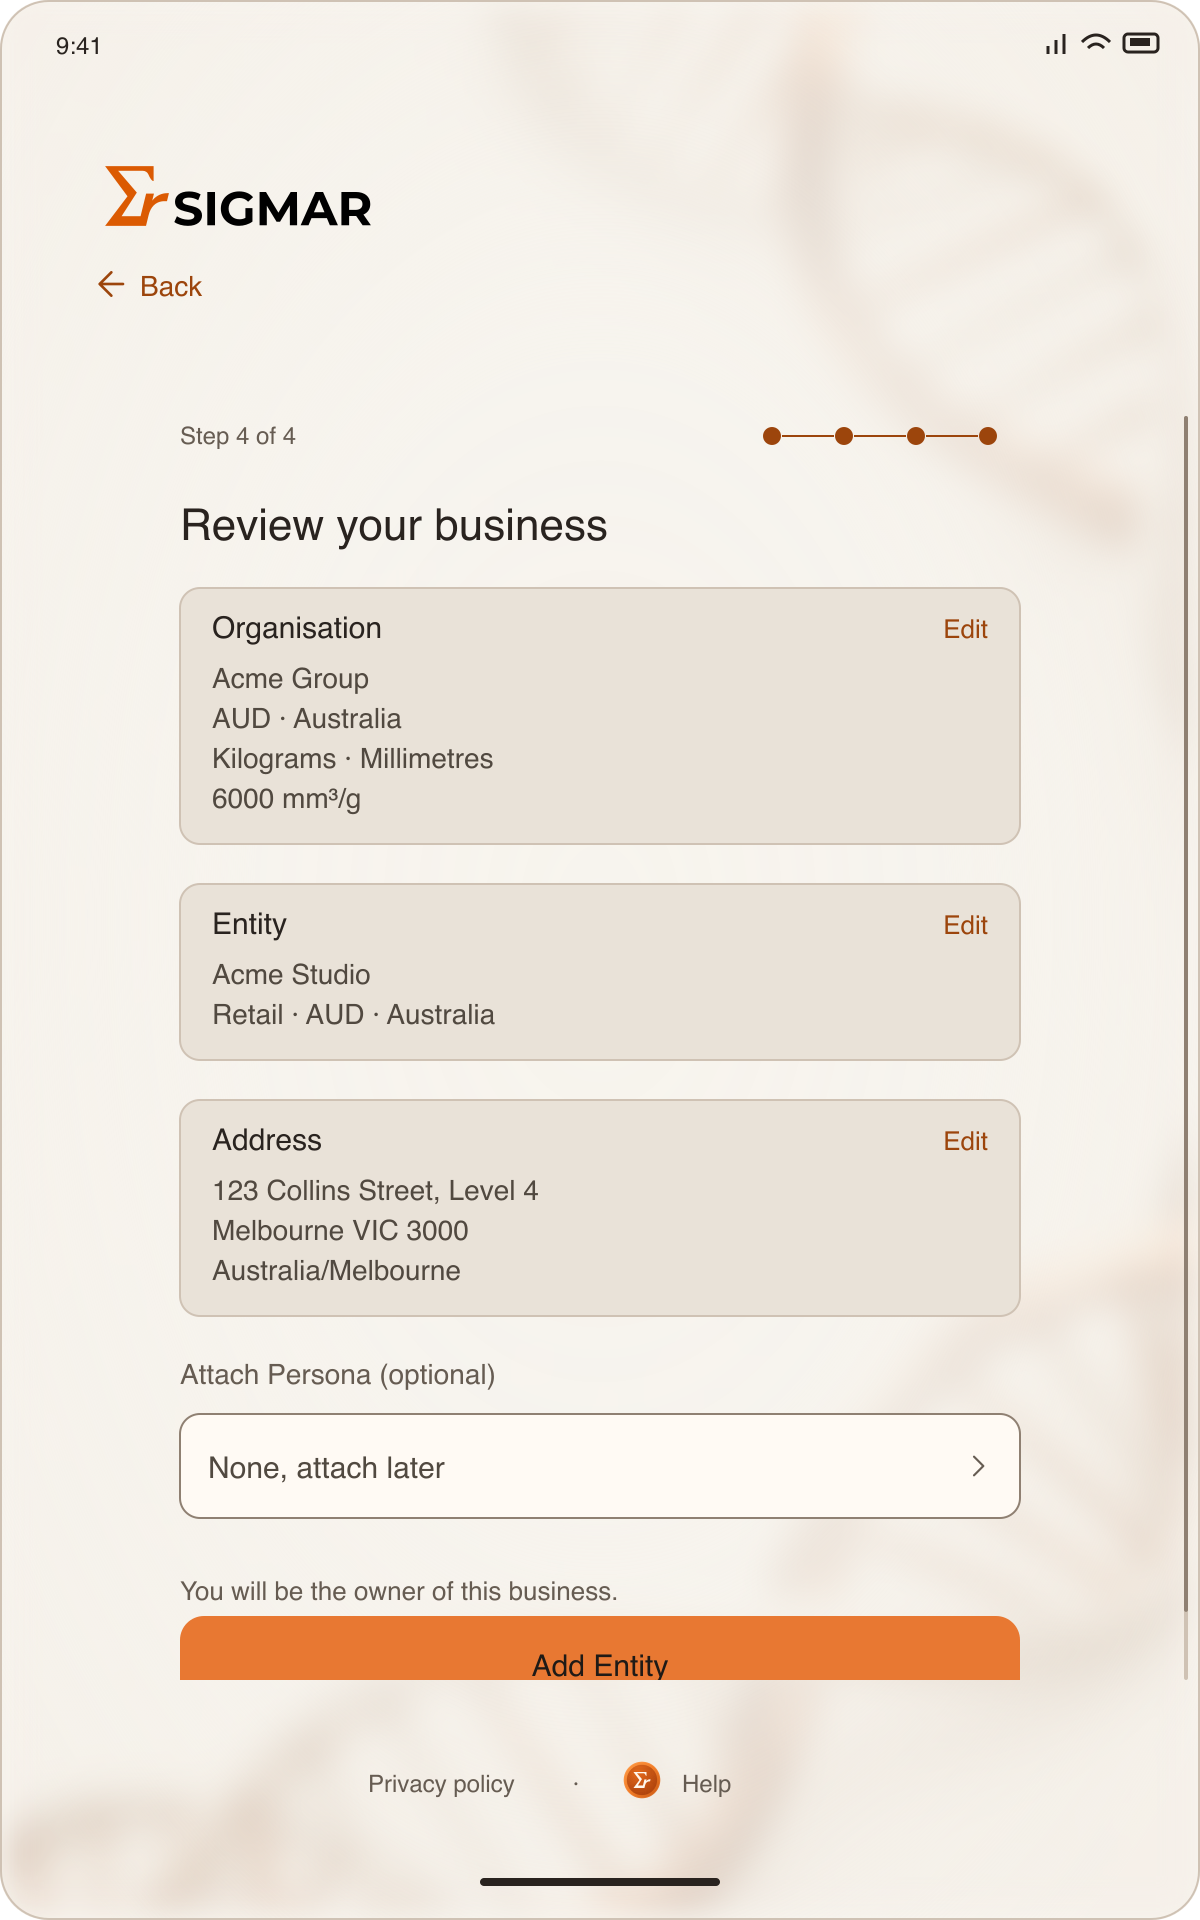 9:41
Σr SIGMAR
Back
Step 4 of 4
Review your business
Organisation
Edit
Acme Group
AUD · Australia
Kilograms · Millimetres
6000 mm³/g
Entity
Edit
Acme Studio
Retail · AUD · Australia
Address
Edit
123 Collins Street, Level 4
Melbourne VIC 3000
Australia/Melbourne
Attach Persona (optional)
None, attach later
You will be the owner of this business.
Add Entity
Privacy policy · Σr Help